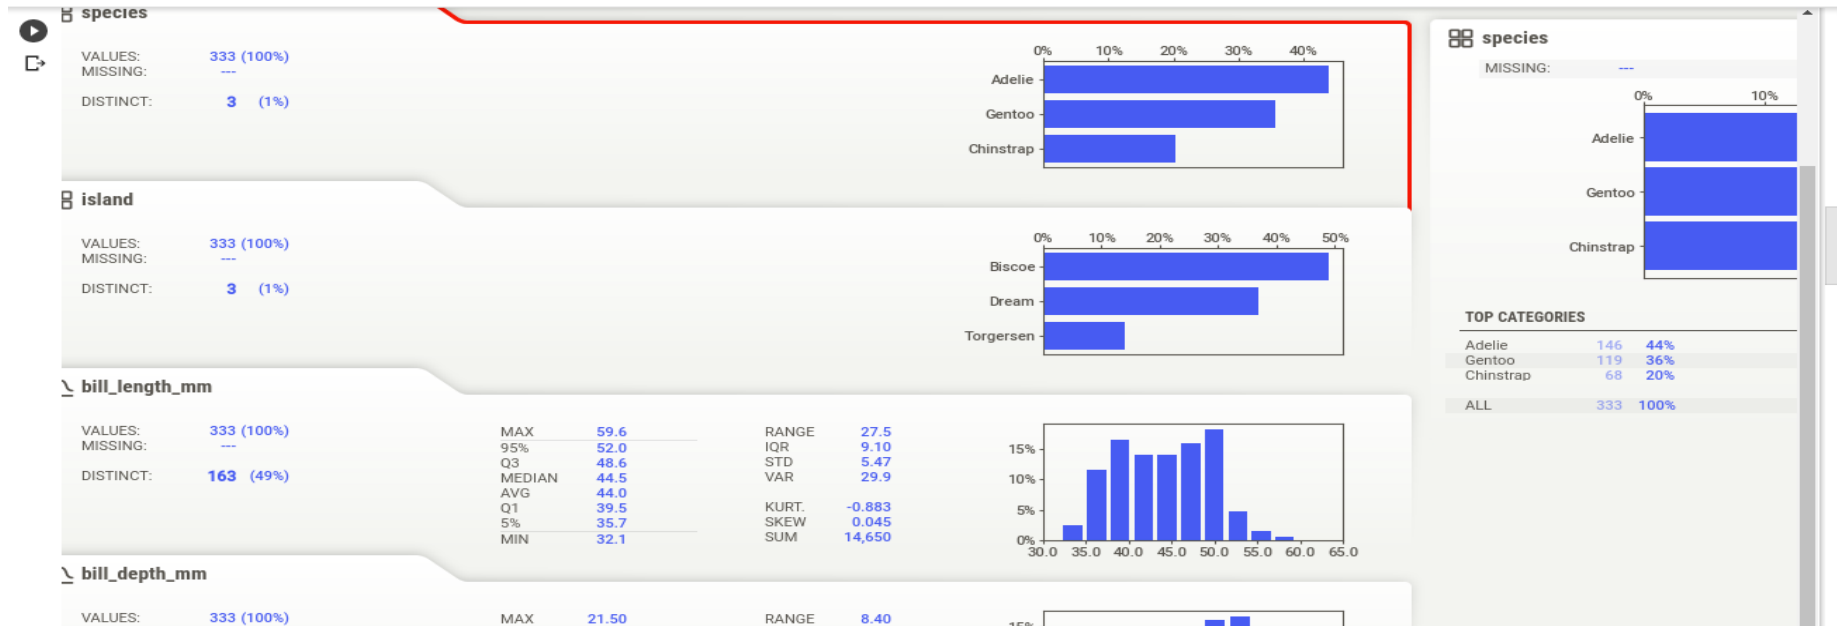 species
VALUES: 333 (100%)
MISSING: ---
DISTINCT: 3 (1%)
0% 10% 20% 30% 40%
Adelie
Gentoo
Chinstrap
island
VALUES: 333 (100%)
MISSING: ---
DISTINCT: 3 (1%)
0% 10% 20% 30% 40% 50%
Biscoe
Dream
Torgersen
bill_length_mm
VALUES: 333 (100%)
MISSING: ---
DISTINCT: 163 (49%)
MAX 59.6
95% 52.0
Q3 48.6
MEDIAN 44.5
AVG 44.0
Q1 39.5
5% 35.7
MIN 32.1
RANGE 27.5
IQR 9.10
STD 5.47
VAR 29.9
KURT. -0.883
SKEW 0.045
SUM 14,650
15%
10%
5%
0%
30.0 35.0 40.0 45.0 50.0 55.0 60.0 65.0
bill_depth_mm
VALUES: 333 (100%)
MAX 21.50
RANGE 8.40
15%
species
MISSING: ---
0% 10%
Adelie
Gentoo
Chinstrap
TOP CATEGORIES
Adelie 146 44%
Gentoo 119 36%
Chinstrap 68 20%
ALL 333 100%